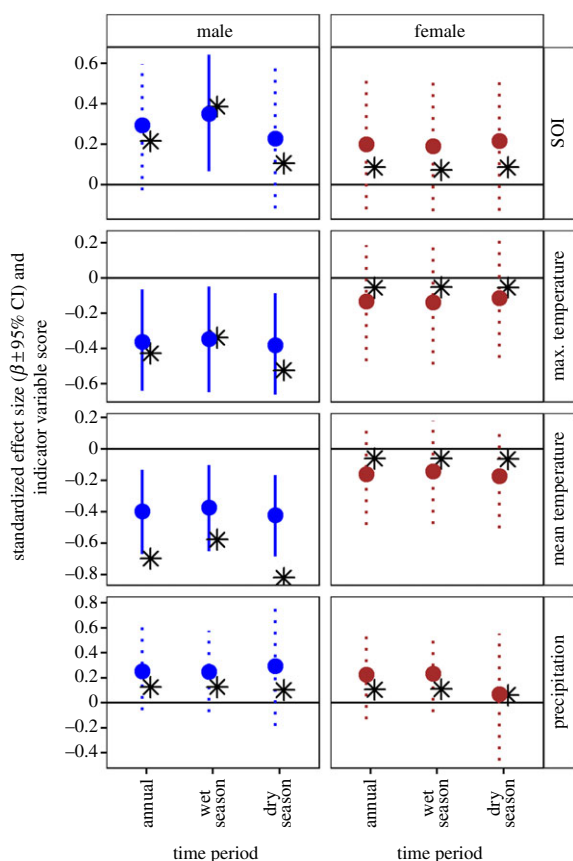 male
female
standardized effect size (β±95% CI) and
indicator variable score
0.6
0.4
0.2
0
SOI
0.2
0
−0.2
−0.4
−0.6
max. temperature
0.2
0
−0.2
−0.4
−0.6
−0.8
mean temperature
0.8
0.6
0.4
0.2
0
−0.2
−0.4
precipitation
annual
wet
season
dry
season
annual
wet
season
dry
season
time period
time period